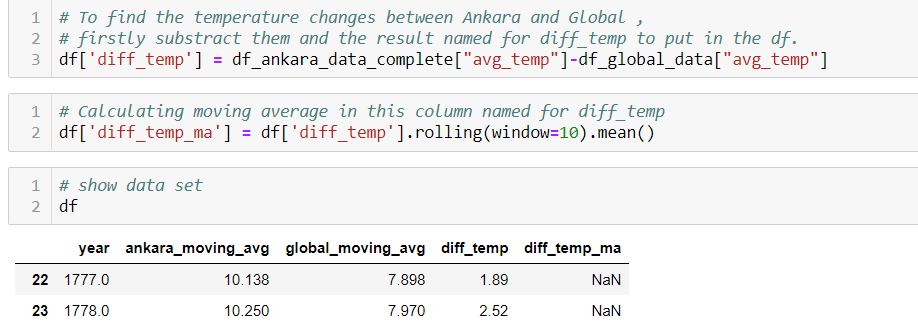 1 # To find the temperature changes between Ankara and Global ,
2 # firstly substract them and the result named for diff_temp to put in the df.
3 df['diff_temp'] = df_ankara_data_complete["avg_temp"]-df_global_data["avg_temp"]
1 # Calculating moving average in this column named for diff_temp
2 df['diff_temp_ma'] = df['diff_temp'].rolling(window=10).mean()
1 # show data set
2 df
year ankara_moving_avg global_moving_avg diff_temp diff_temp_ma
22 1777.0 10.138 7.898 1.89 NaN
23 1778.0 10.250 7.970 2.52 NaN